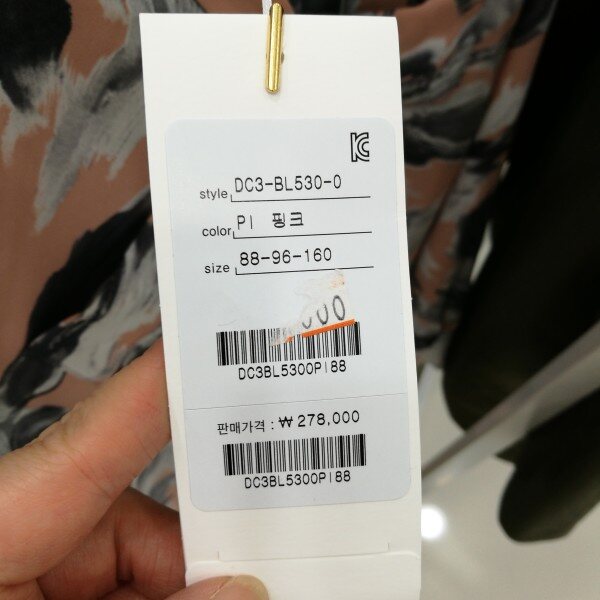 style DC3-BL530-0
color PI 핑크
size 88-96-160
000
DC3BL5300PI88
판매가격 : ₩ 278,000
DC3BL5300PI88